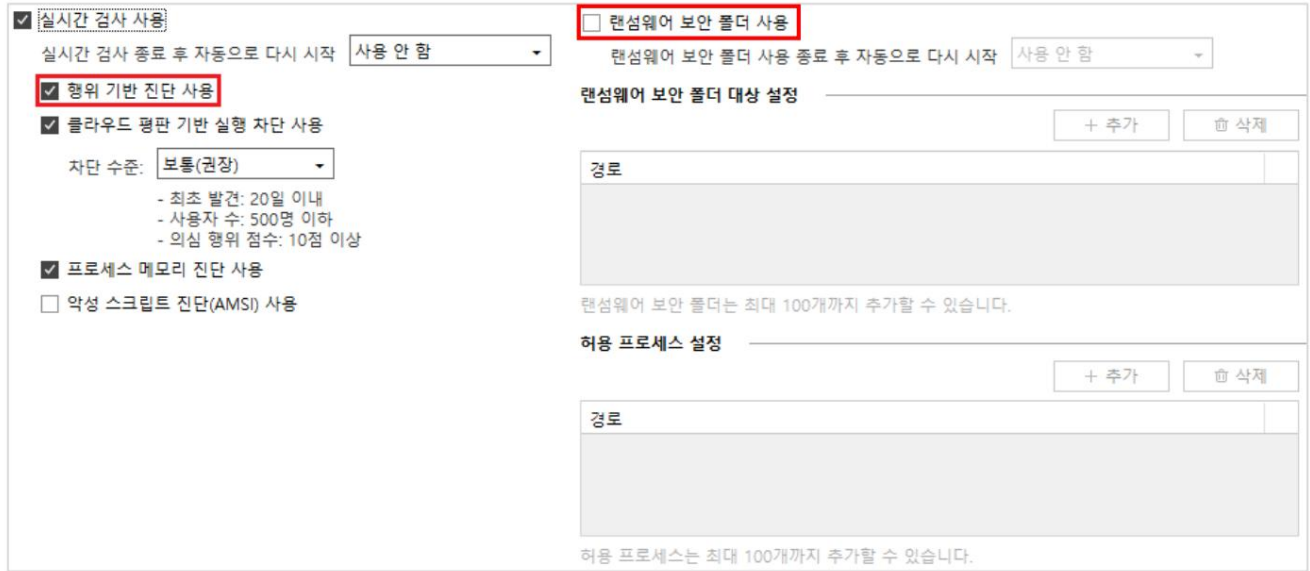 실시간 검사 사용
실시간 검사 종료 후 자동으로 다시 시작 사용 안 함
행위 기반 진단 사용
클라우드 평판 기반 실행 차단 사용
차단 수준: 보통(권장)
- 최초 발견: 20일 이내
- 사용자 수: 500명 이하
- 의심 행위 점수: 10점 이상
프로세스 메모리 진단 사용
악성 스크립트 진단(AMSI) 사용
랜섬웨어 보안 폴더 사용
랜섬웨어 보안 폴더 사용 종료 후 자동으로 다시 시작 사용 안 함
랜섬웨어 보안 폴더 대상 설정
+ 추가 삭제
경로
랜섬웨어 보안 폴더는 최대 100개까지 추가할 수 있습니다.
허용 프로세스 설정
+ 추가 삭제
경로
허용 프로세스는 최대 100개까지 추가할 수 있습니다.